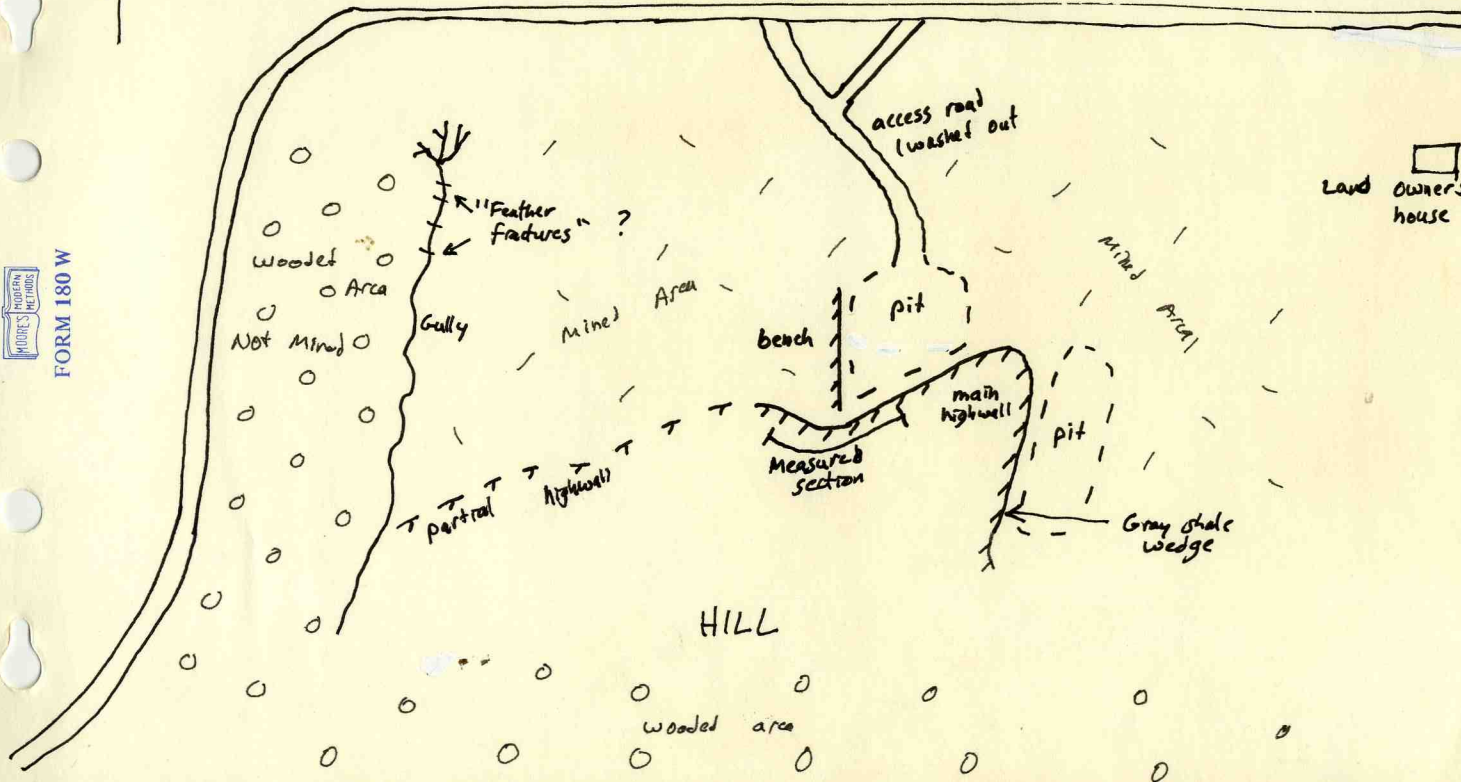 access road
(washed out
Land Owners
house
"Feather
fractures" ?
Wooded
Area
Not Mined
Gully
Mined Area
Mined
Area
bench
Pit
main
highwall
pit
Measured
section
partial highwall
Gray shale
wedge
HILL
wooded area
MOORE'S MODERN
METHODS
FORM 180 W